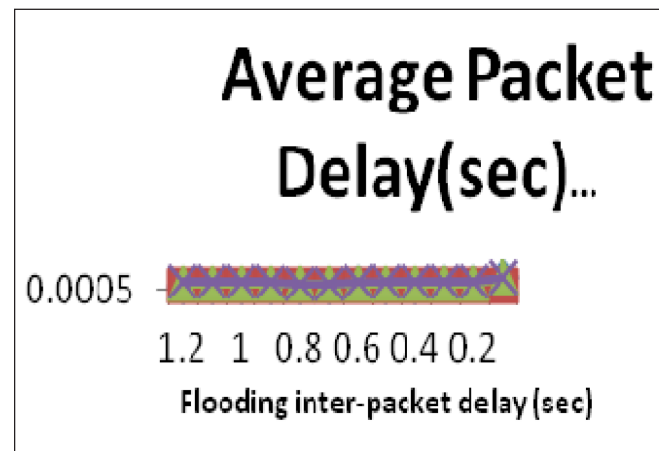 Average Packet
Delay(sec)...
0.0005
1.2 1 0.8 0.6 0.4 0.2
Flooding inter-packet delay (sec)